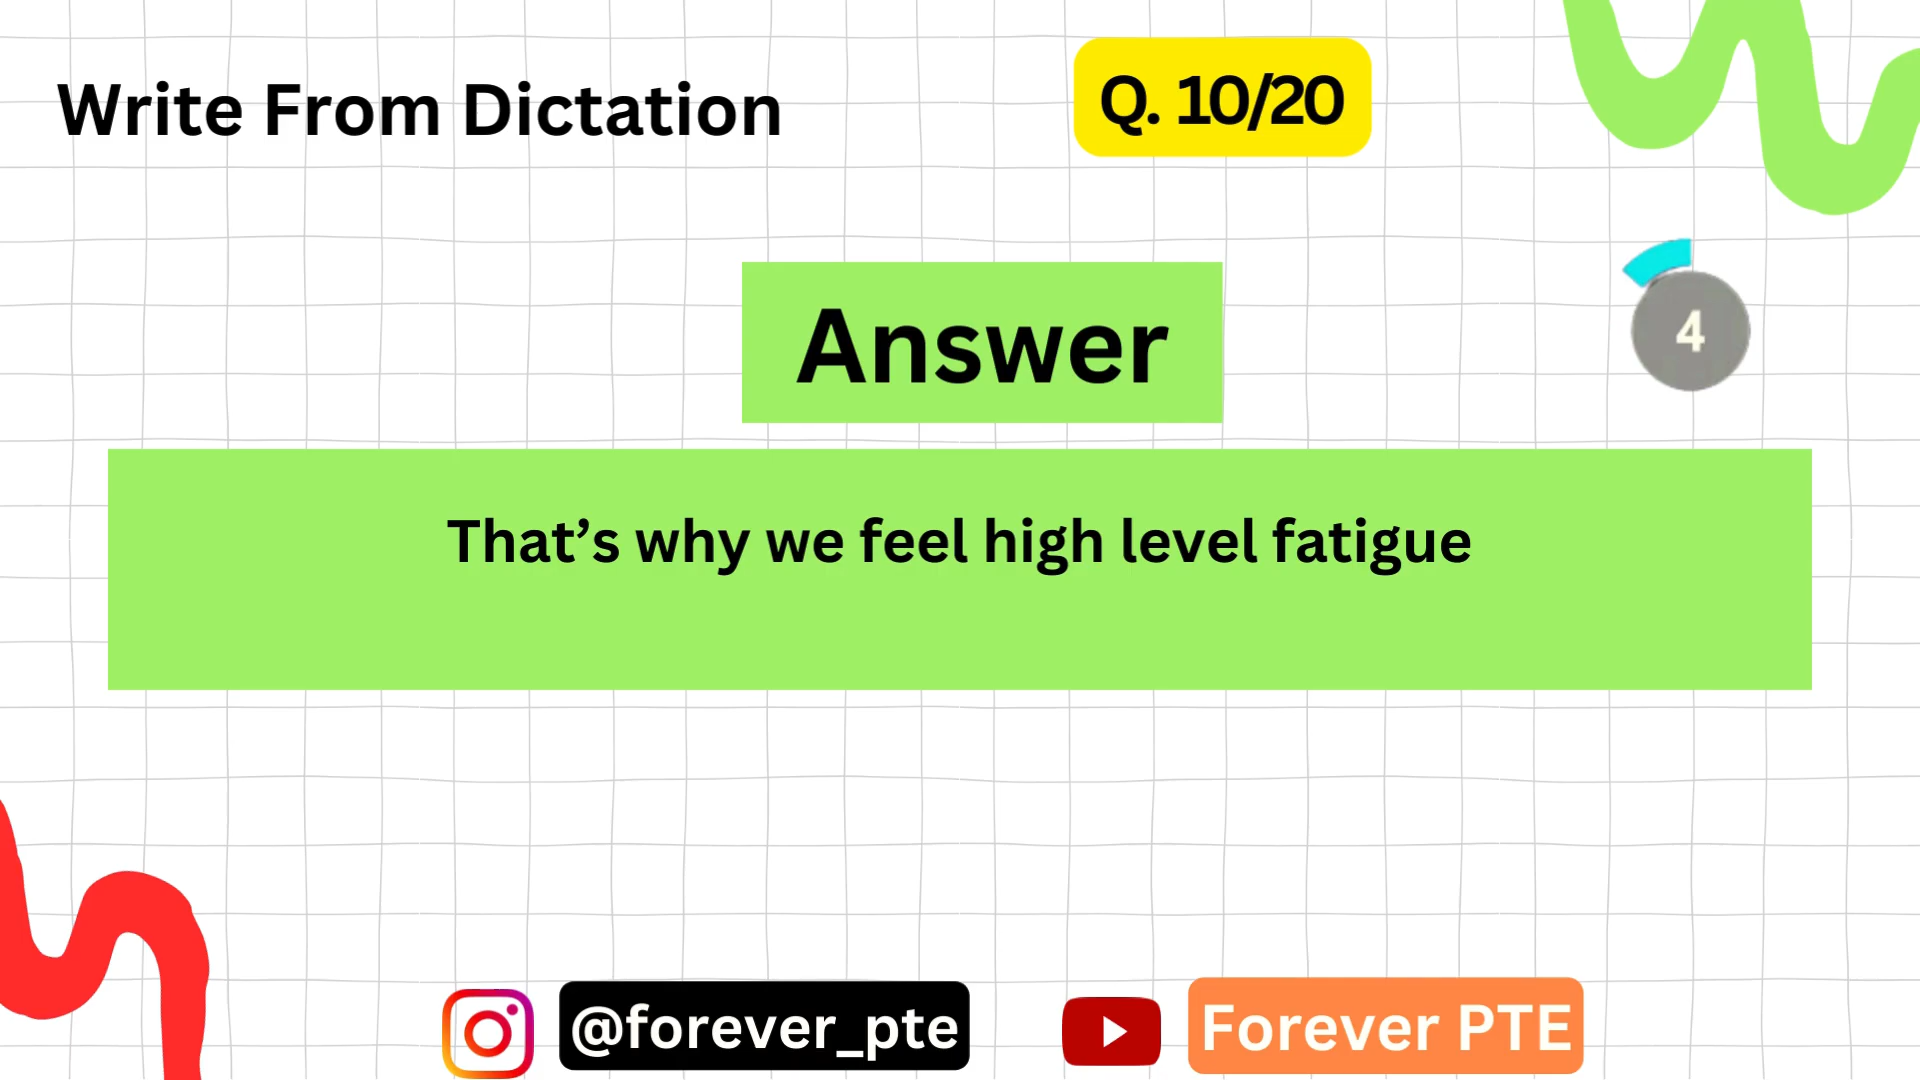 Write From Dictation
Q. 10/20
Answer
4
That’s why we feel high level fatigue
@forever_pte
Forever PTE